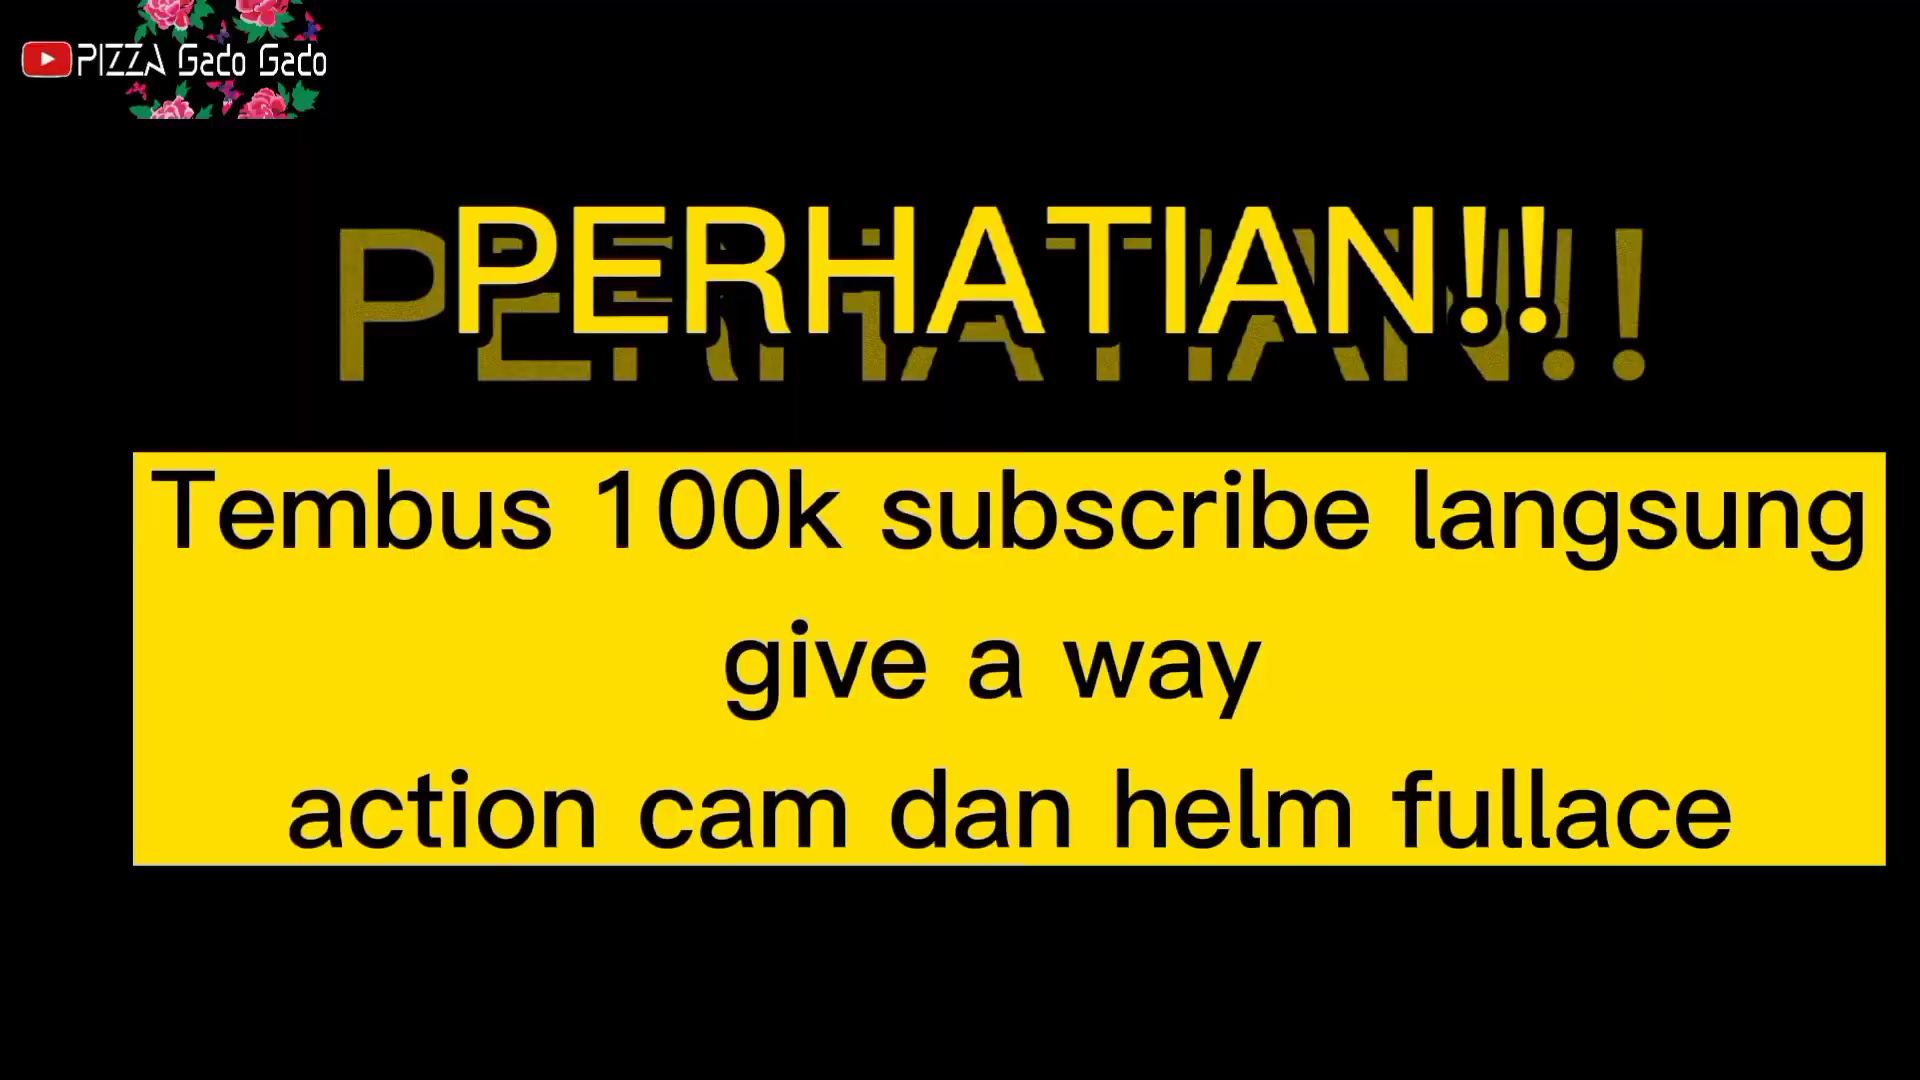 PIZZA Gado Gado
PERHATIAN!!
Tembus 100k subscribe langsung
give a way
action cam dan helm fullace